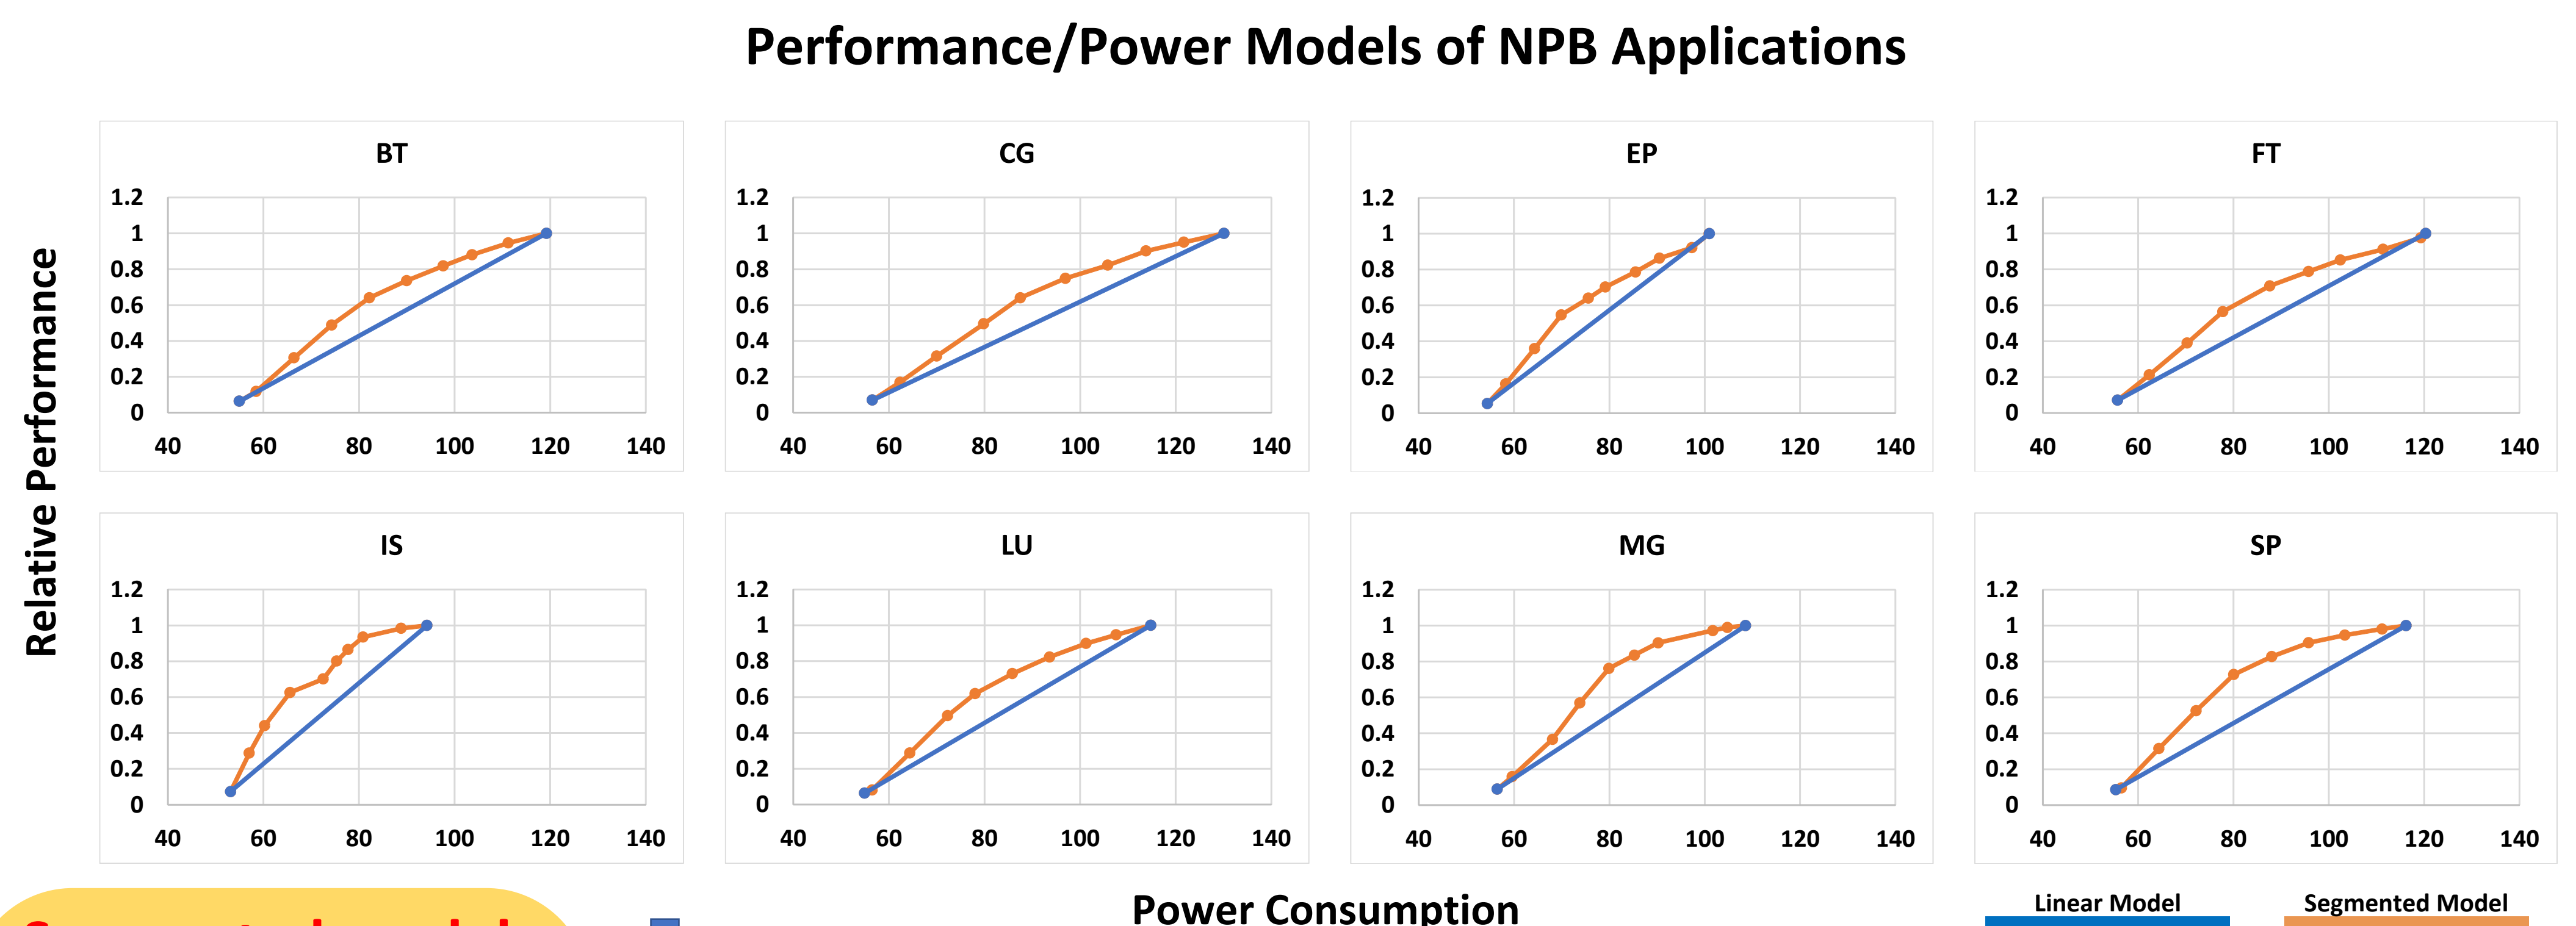 Performance/Power Models of NPB Applications
Relative Performance
BT
1.2
1
0.8
0.6
0.4
0.2
0
40 60 80 100 120 140
CG
1.2
1
0.8
0.6
0.4
0.2
0
40 60 80 100 120 140
EP
1.2
1
0.8
0.6
0.4
0.2
0
40 60 80 100 120 140
FT
1.2
1
0.8
0.6
0.4
0.2
0
40 60 80 100 120 140
IS
1.2
1
0.8
0.6
0.4
0.2
0
40 60 80 100 120 140
LU
1.2
1
0.8
0.6
0.4
0.2
0
40 60 80 100 120 140
MG
1.2
1
0.8
0.6
0.4
0.2
0
40 60 80 100 120 140
SP
1.2
1
0.8
0.6
0.4
0.2
0
40 60 80 100 120 140
Power Consumption
Linear Model
Segmented Model